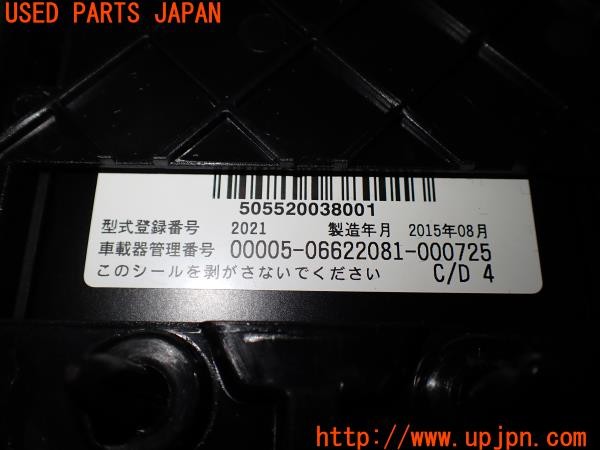 USED PARTS JAPAN
505520038001
型式登録番号 2021 製造年月 2015年08月
車載器管理番号 00005-06622081-000725
このシールを剥がさないでください C/D 4
http://www.upjpn.com